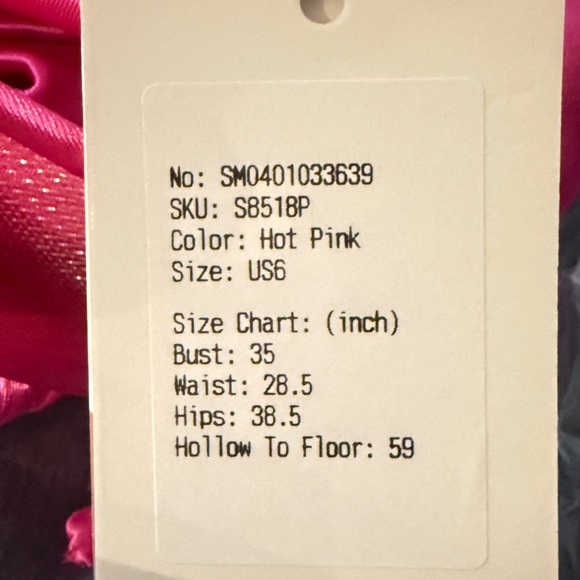 No: SM0401033639
SKU: S8518P
Color: Hot Pink
Size: US6
Size Chart: (inch)
Bust: 35
Waist: 28.5
Hips: 38.5
Hollow To Floor: 59